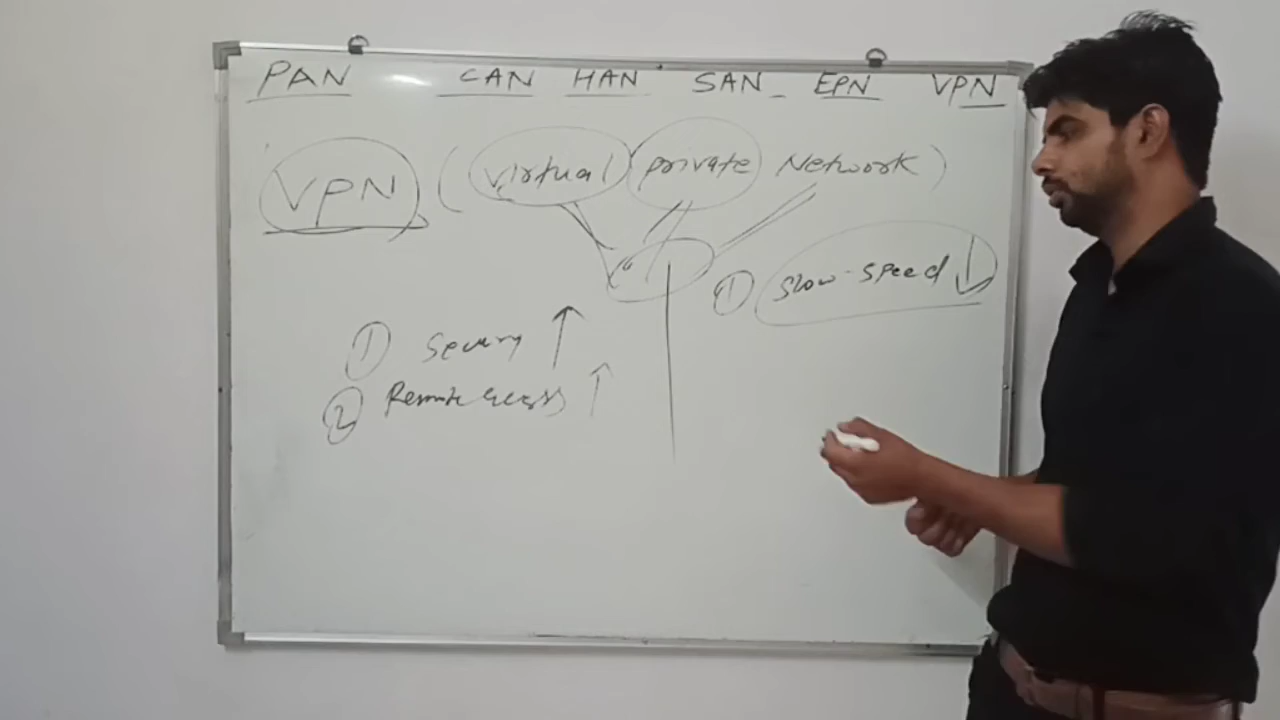 PAN CAN HAN SAN EPN VPN
VPN (virtual private Network)
① Slow-speed ↓
① Security ↑
② Remote access ↑